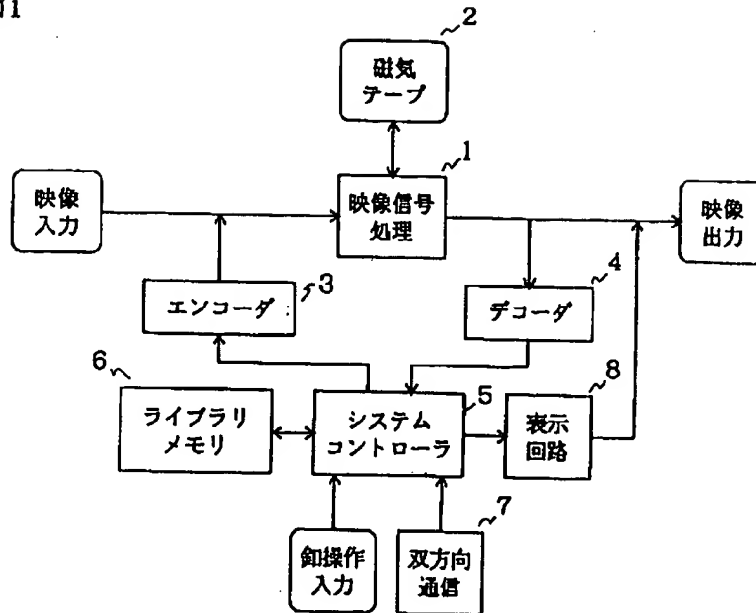 2
磁気
テープ
1
映像
入力
映像信号
処理
映像
出力
3
エンコーダ
4
デコーダ
6
ライブラリ
メモリ
5
システム
コントローラ
8
表示
回路
釦操作
入力
7
双方向
通信